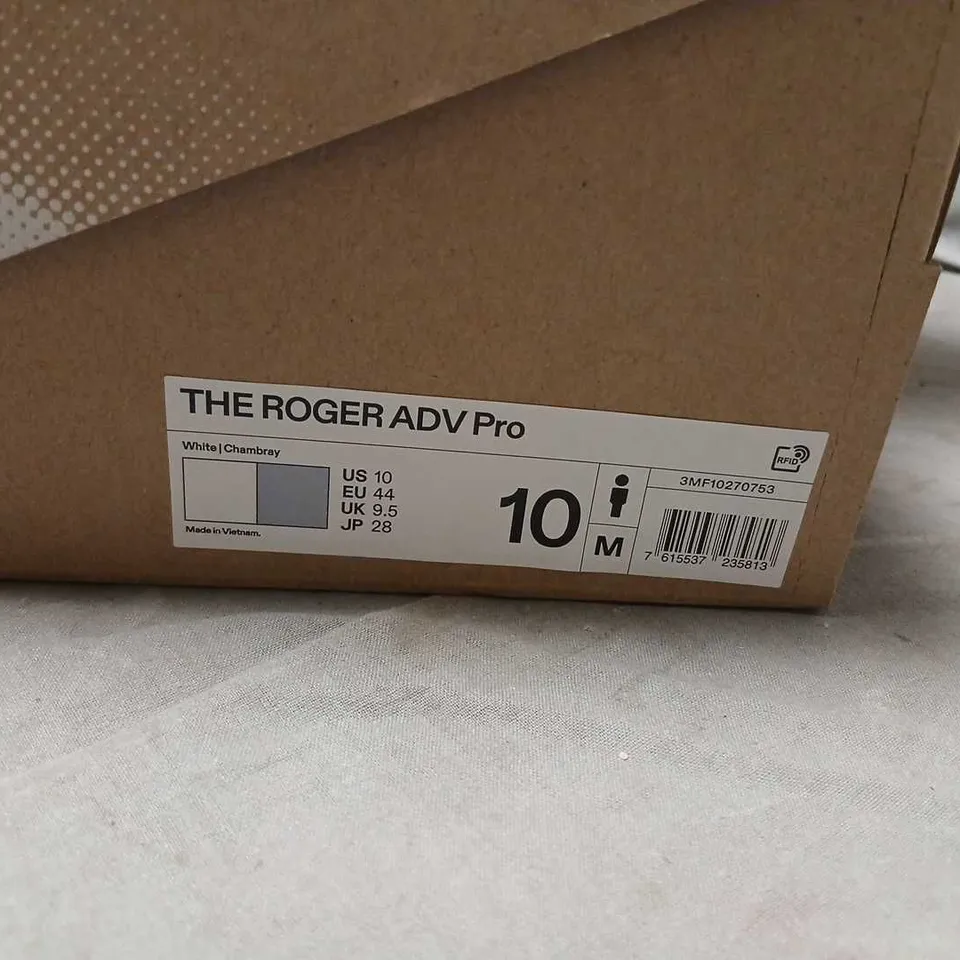 THE ROGER ADV Pro
White | Chambray
RFID
US 10
EU 44
UK 9.5
JP 28
Made in Vietnam.
10
M
3MF10270753
7 615537 235813